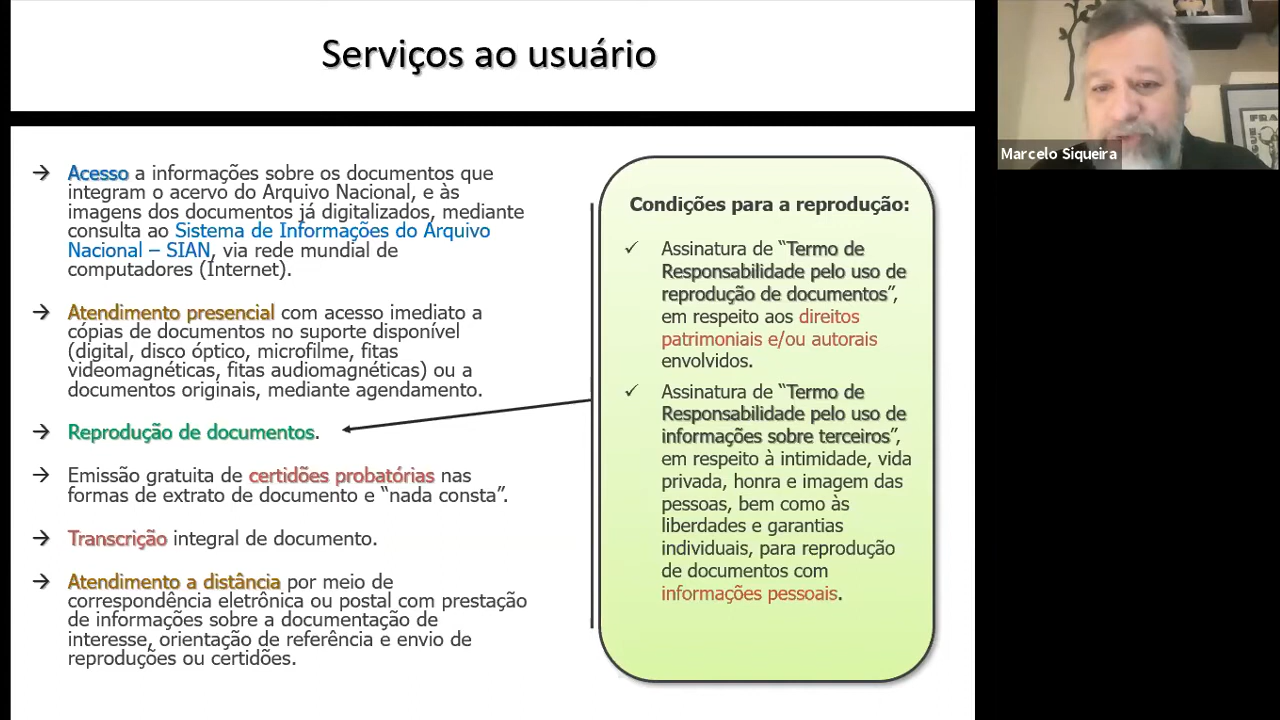 Serviços ao usuário
→ Acesso a informações sobre os documentos que
integram o acervo do Arquivo Nacional, e às
imagens dos documentos já digitalizados, mediante
consulta ao Sistema de Informações do Arquivo
Nacional – SIAN, via rede mundial de
computadores (Internet).
→ Atendimento presencial com acesso imediato a
cópias de documentos no suporte disponível
(digital, disco óptico, microfilme, fitas
videomagnéticas, fitas audiomagnéticas) ou a
documentos originais, mediante agendamento.
→ Reprodução de documentos.
→ Emissão gratuita de certidões probatórias nas
formas de extrato de documento e “nada consta”.
→ Transcrição integral de documento.
→ Atendimento a distância por meio de
correspondência eletrônica ou postal com prestação
de informações sobre a documentação de
interesse, orientação de referência e envio de
reproduções ou certidões.
Condições para a reprodução:
✓ Assinatura de “Termo de
Responsabilidade pelo uso de
reprodução de documentos”,
em respeito aos direitos
patrimoniais e/ou autorais
envolvidos.
✓ Assinatura de “Termo de
Responsabilidade pelo uso de
informações sobre terceiros”,
em respeito à intimidade, vida
privada, honra e imagem das
pessoas, bem como às
liberdades e garantias
individuais, para reprodução
de documentos com
informações pessoais.
Marcelo Siqueira